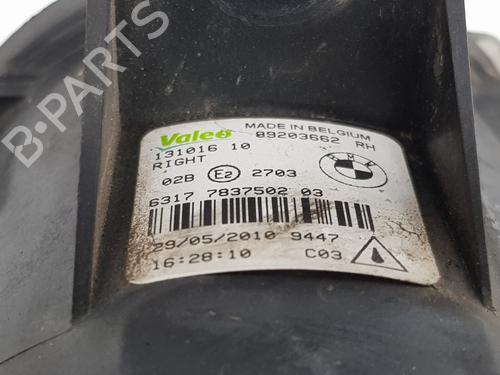 B-PARTS
Valeo
MADE IN BELGIUM
89203662 RH
131016 10
RIGHT
BMW
02B E2 2703
6317 7837502 03
29/05/2010 9447
16:28:10 C03